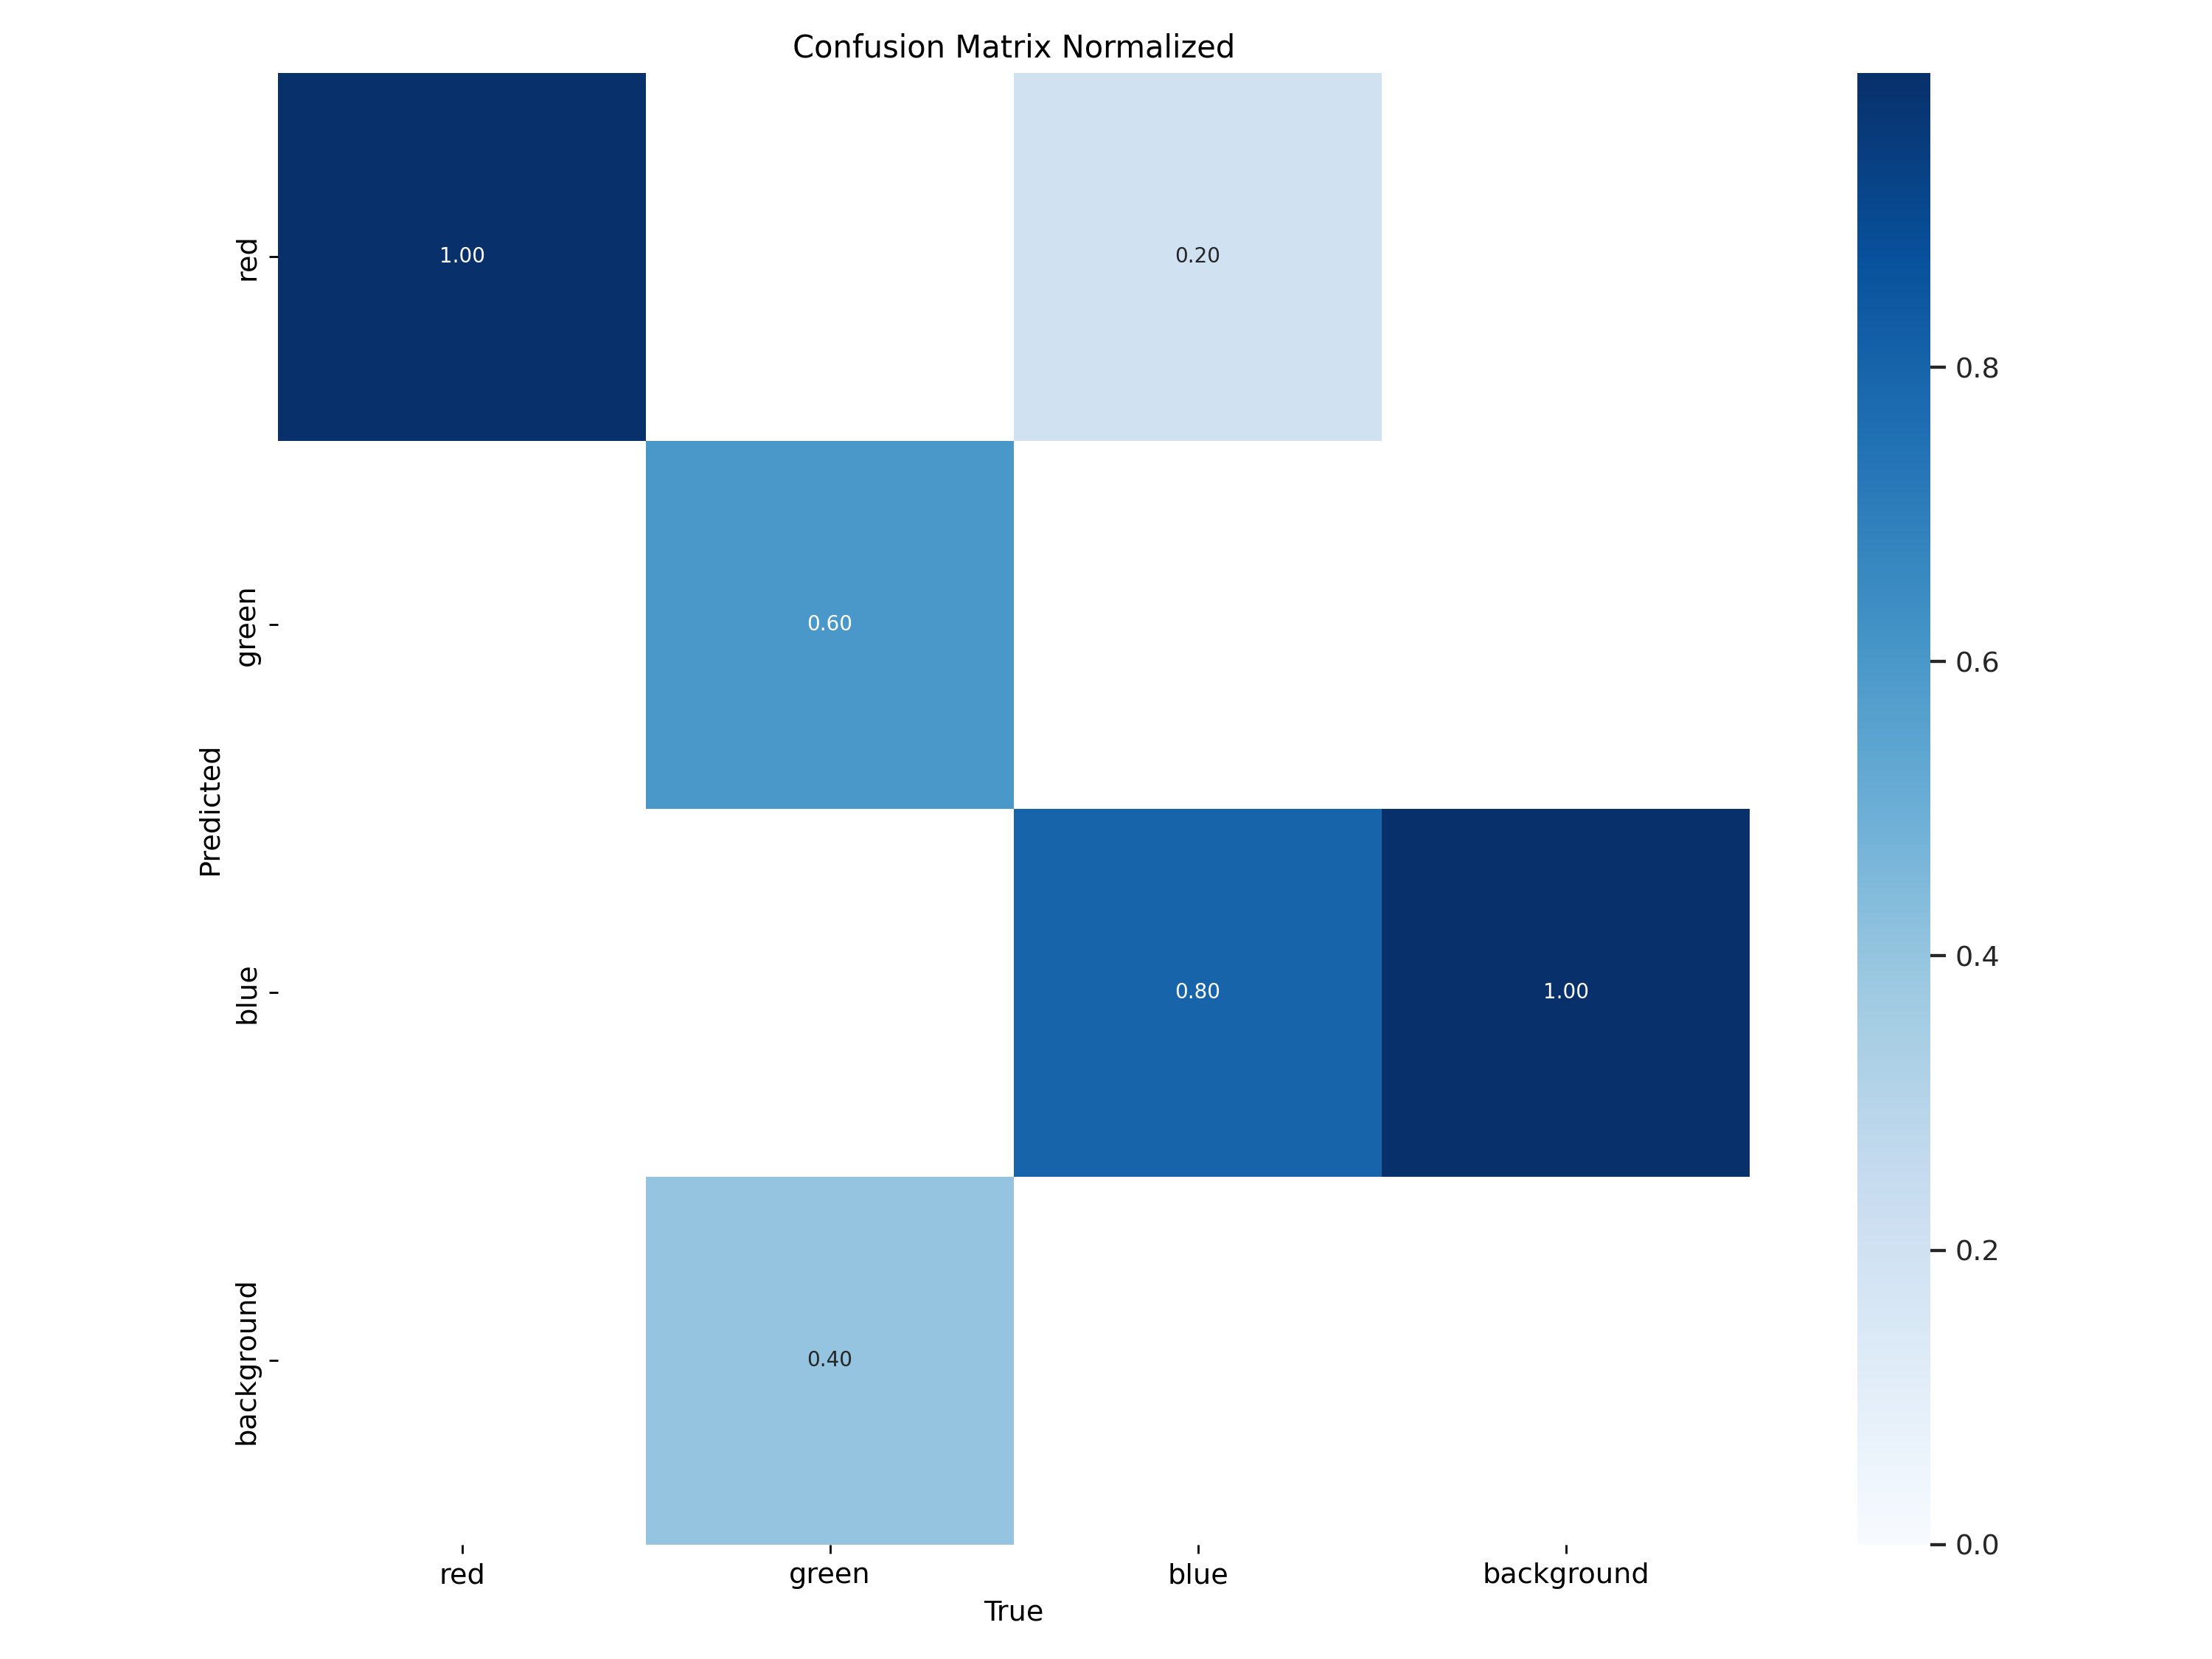 Confusion Matrix Normalized
red
1.00
0.20
green
0.60
blue
0.80
1.00
background
0.40
Predicted
red
green
blue
background
True
0.8
0.6
0.4
0.2
0.0